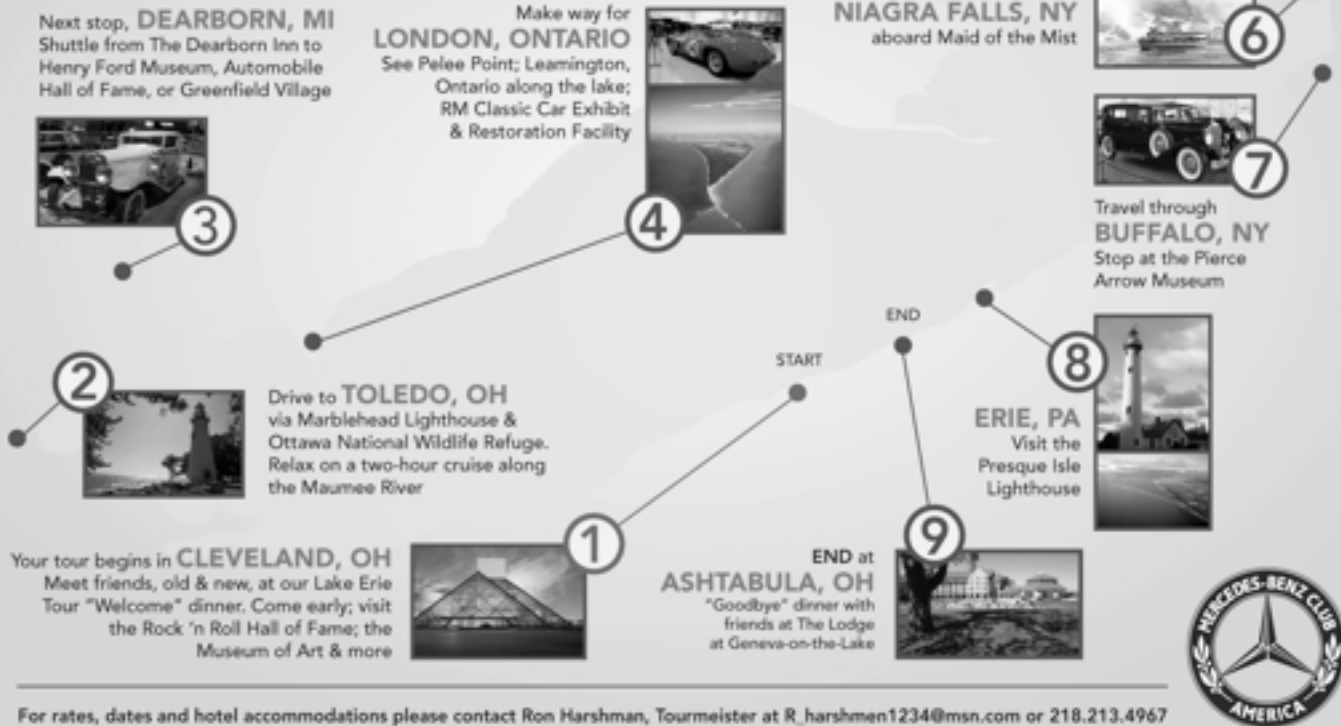 Next stop, DEARBORN, MI
Shuttle from The Dearborn Inn to
Henry Ford Museum, Automobile
Hall of Fame, or Greenfield Village
3
Make way for
LONDON, ONTARIO
See Pelee Point; Leamington,
Ontario along the lake;
RM Classic Car Exhibit
& Restoration Facility
4
NIAGRA FALLS, NY
aboard Maid of the Mist
6
7
Travel through
BUFFALO, NY
Stop at the Pierce
Arrow Museum
2
Drive to TOLEDO, OH
via Marblehead Lighthouse &
Ottawa National Wildlife Refuge.
Relax on a two-hour cruise along
the Maumee River
START
END
8
ERIE, PA
Visit the
Presque Isle
Lighthouse
Your tour begins in CLEVELAND, OH
Meet friends, old & new, at our Lake Erie
Tour "Welcome" dinner. Come early; visit
the Rock 'n Roll Hall of Fame; the
Museum of Art & more
1
END at
ASHTABULA, OH
"Goodbye" dinner with
friends at The Lodge
at Geneva-on-the-Lake
9
MERCEDES-BENZ CLUB
AMERICA
For rates, dates and hotel accommodations please contact Ron Harshman, Tourmeister at R_harshmen1234@msn.com or 218.213.4967